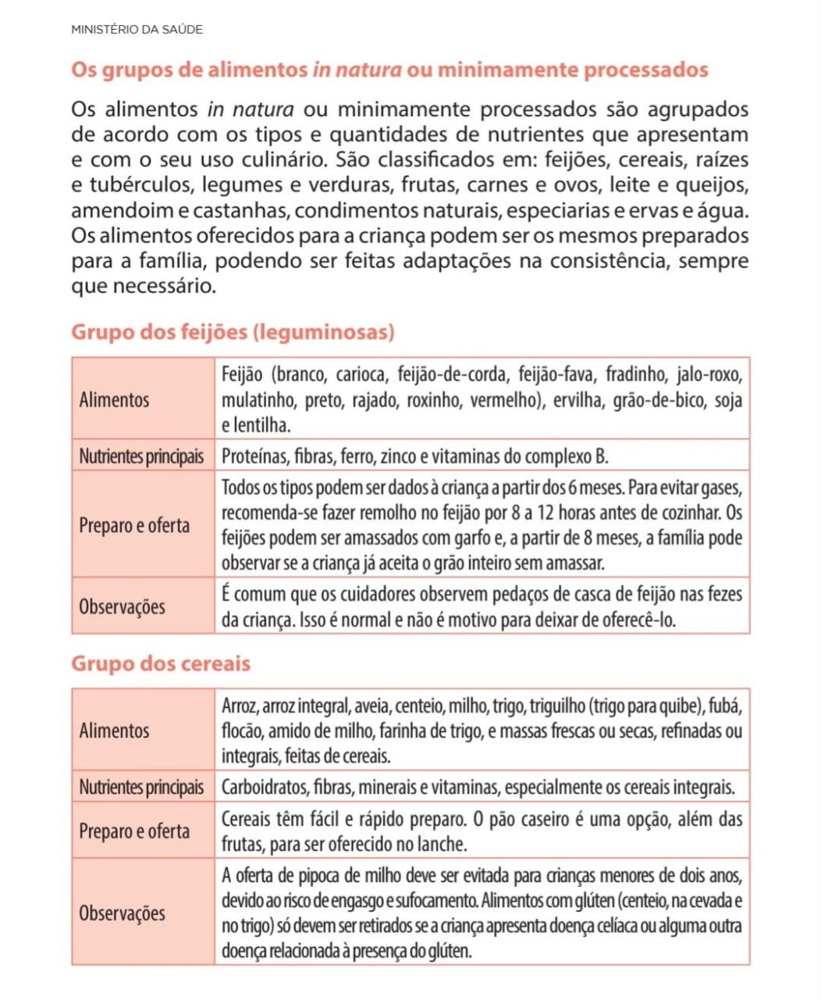 MINISTÉRIO DA SAÚDE
Os grupos de alimentos in natura ou minimamente processados
Os alimentos in natura ou minimamente processados são agrupados
de acordo com os tipos e quantidades de nutrientes que apresentam
e com o seu uso culinário. São classificados em: feijões, cereais, raízes
e tubérculos, legumes e verduras, frutas, carnes e ovos, leite e queijos,
amendoim e castanhas, condimentos naturais, especiarias e ervas e água.
Os alimentos oferecidos para a criança podem ser os mesmos preparados
para a família, podendo ser feitas adaptações na consistência, sempre
que necessário.
Grupo dos feijões (leguminosas)
Alimentos
Feijão (branco, carioca, feijão-de-corda, feijão-fava, fradinho, jalo-roxo,
mulatinho, preto, rajado, roxinho, vermelho), ervilha, grão-de-bico, soja
e lentilha.
Nutrientes principais
Proteínas, fibras, ferro, zinco e vitaminas do complexo B.
Preparo e oferta
Todos os tipos podem ser dados à criança a partir dos 6 meses. Para evitar gases,
recomenda-se fazer remolho no feijão por 8 a 12 horas antes de cozinhar. Os
feijões podem ser amassados com garfo e, a partir de 8 meses, a família pode
observar se a criança já aceita o grão inteiro sem amassar.
Observações
É comum que os cuidadores observem pedaços de casca de feijão nas fezes
da criança. Isso é normal e não é motivo para deixar de oferecê-lo.
Grupo dos cereais
Alimentos
Arroz, arroz integral, aveia, centeio, milho, trigo, triguilho (trigo para quibe), fubá,
flocão, amido de milho, farinha de trigo, e massas frescas ou secas, refinadas ou
integrais, feitas de cereais.
Nutrientes principais
Carboidratos, fibras, minerais e vitaminas, especialmente os cereais integrais.
Preparo e oferta
Cereais têm fácil e rápido preparo. O pão caseiro é uma opção, além das
frutas, para ser oferecido no lanche.
Observações
A oferta de pipoca de milho deve ser evitada para crianças menores de dois anos,
devido ao risco de engasgo e sufocamento. Alimentos com glúten (centeio, na cevada e
no trigo) só devem ser retirados se a criança apresenta doença celíaca ou alguma outra
doença relacionada à presença do glúten.